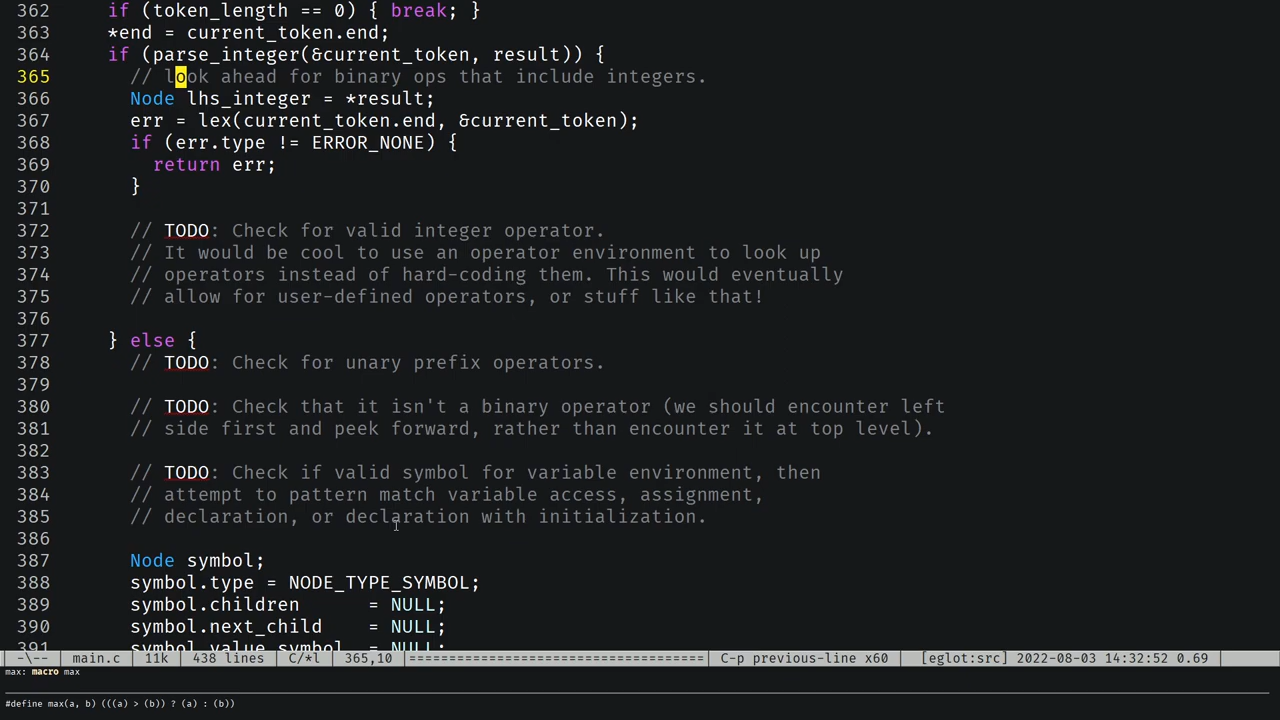 362 if (token_length == 0) { break; }
363 *end = current_token.end;
364 if (parse_integer(&current_token, result)) {
365 // look ahead for binary ops that include integers.
366 Node lhs_integer = *result;
367 err = lex(current_token.end, &current_token);
368 if (err.type != ERROR_NONE) {
369 return err;
370 }
371
372 // TODO: Check for valid integer operator.
373 // It would be cool to use an operator environment to look up
374 // operators instead of hard-coding them. This would eventually
375 // allow for user-defined operators, or stuff like that!
376
377 } else {
378 // TODO: Check for unary prefix operators.
379
380 // TODO: Check that it isn't a binary operator (we should encounter left
381 // side first and peek forward, rather than encounter it at top level).
382
383 // TODO: Check if valid symbol for variable environment, then
384 // attempt to pattern match variable access, assignment,
385 // declaration, or declaration with initialization.
386
387 Node symbol;
388 symbol.type = NODE_TYPE_SYMBOL;
389 symbol.children = NULL;
390 symbol.next_child = NULL;
391 symbol.value_symbol = NULL;
-\-- main.c 11k 438 lines C/*l 365,10 ================================== C-p previous-line x60 [eglot:src] 2022-08-03 14:32:52 0.69
max: macro max
#define max(a, b) (((a) > (b)) ? (a) : (b))